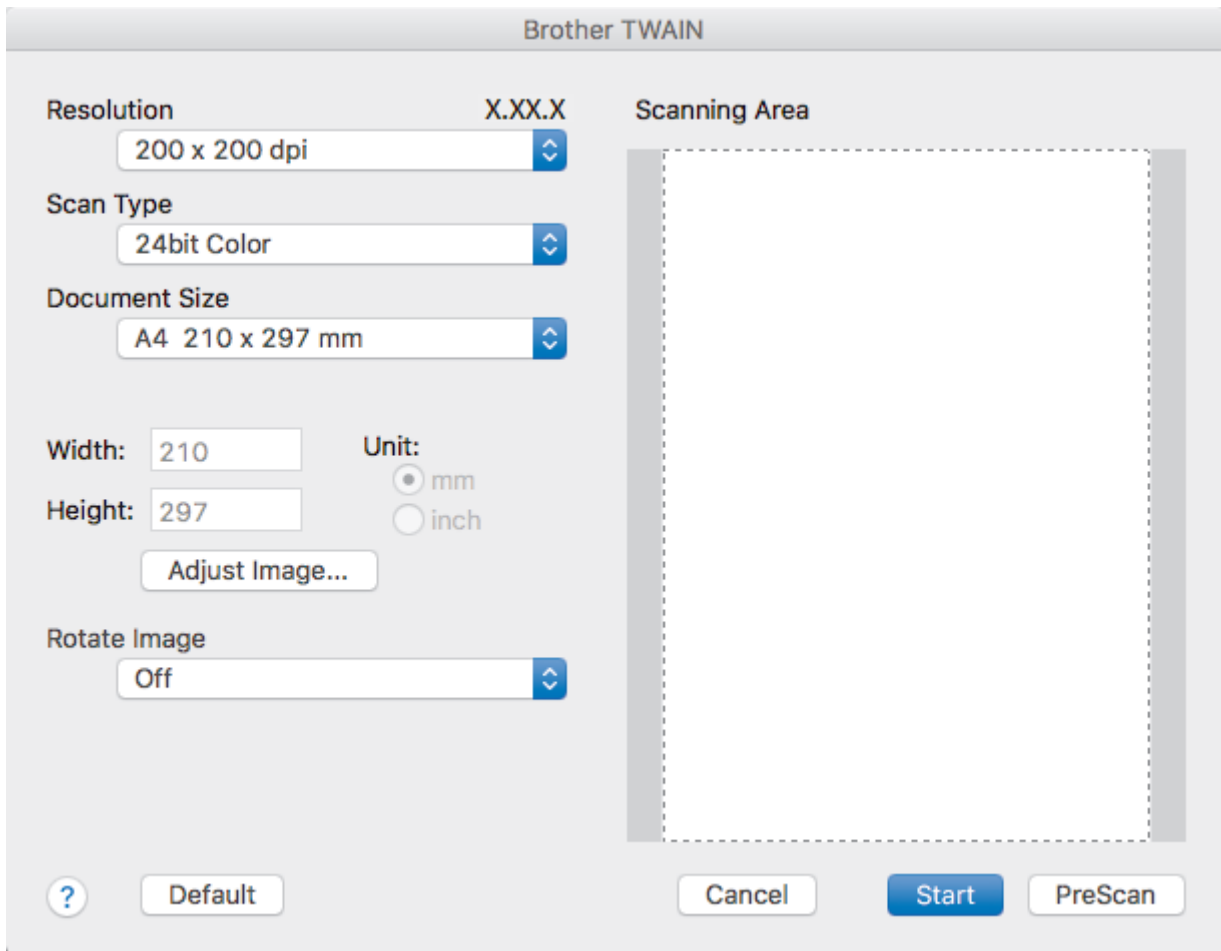 Brother TWAIN
Resolution X.XX.X
200 x 200 dpi
Scan Type
24bit Color
Document Size
A4 210 x 297 mm
Width: 210
Height: 297
Unit:
mm
inch
Adjust Image...
Rotate Image
Off
Scanning Area
? Default Cancel Start PreScan